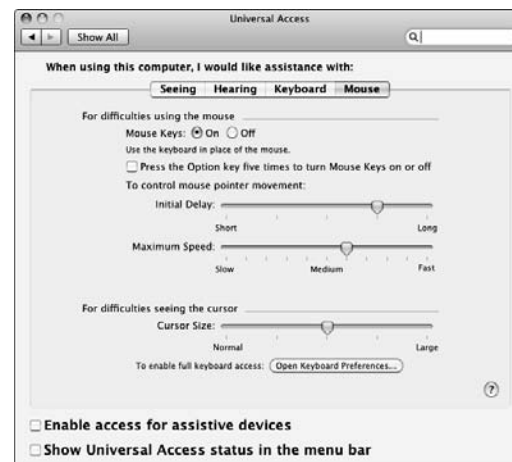 Universal Access
Show All
When using this computer, I would like assistance with:
Seeing Hearing Keyboard Mouse
For difficulties using the mouse
Mouse Keys: On Off
Use the keyboard in place of the mouse.
Press the Option key five times to turn Mouse Keys on or off
To control mouse pointer movement:
Initial Delay:
Short Long
Maximum Speed:
Slow Medium Fast
For difficulties seeing the cursor
Cursor Size:
Normal Large
To enable full keyboard access: Open Keyboard Preferences...
?
Enable access for assistive devices
Show Universal Access status in the menu bar